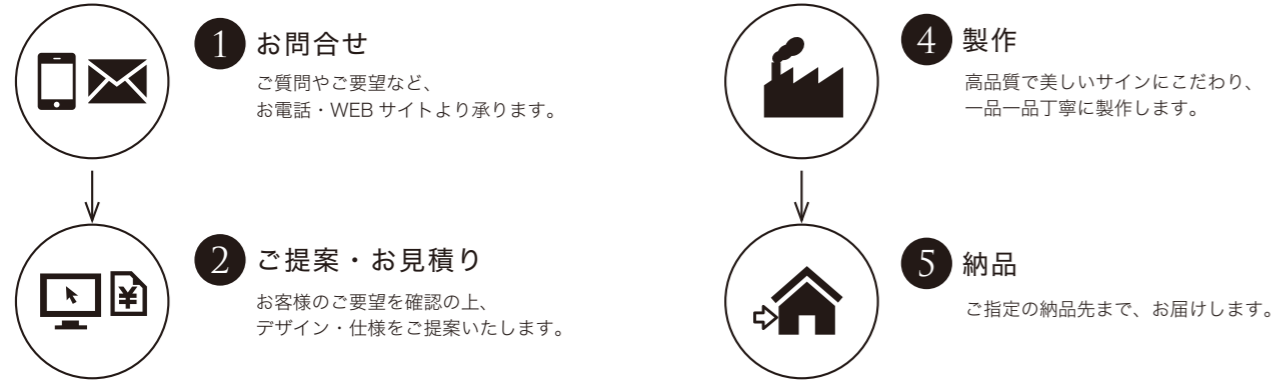 1 お問合せ
ご質問やご要望など、
お電話・WEB サイトより承ります。
2 ご提案・お見積り
お客様のご要望を確認の上、
デザイン・仕様をご提案いたします。
4 製作
高品質で美しいサインにこだわり、
一品一品丁寧に製作します。
5 納品
ご指定の納品先まで、お届けします。
¥